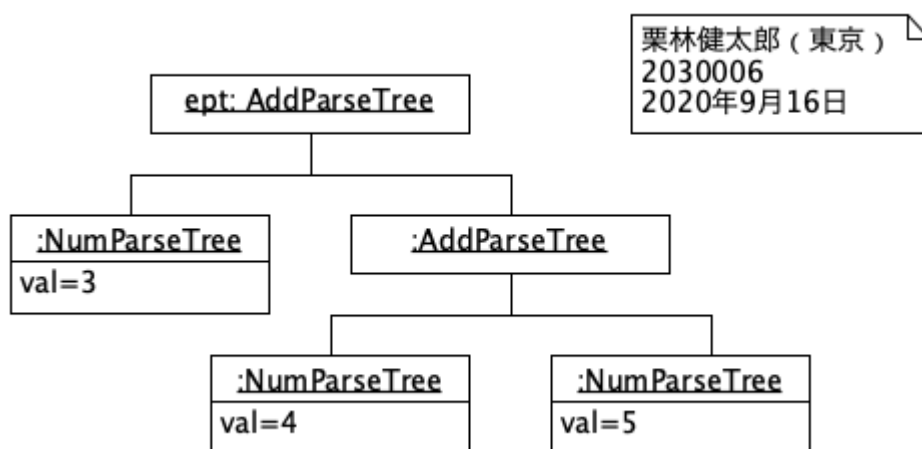 栗林健太郎（東京）
2030006
2020年9月16日
ept: AddParseTree
:NumParseTree
val=3
:AddParseTree
:NumParseTree
val=4
:NumParseTree
val=5